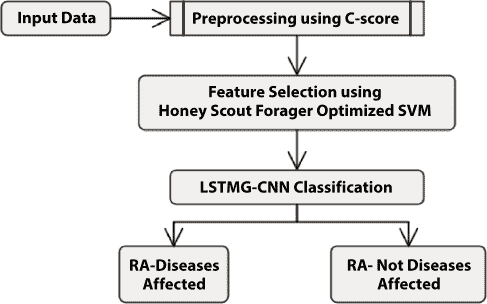 Input Data
Preprocessing using C-score
Feature Selection using
Honey Scout Forager Optimized SVM
LSTMG-CNN Classification
RA-Diseases
Affected
RA- Not Diseases
Affected